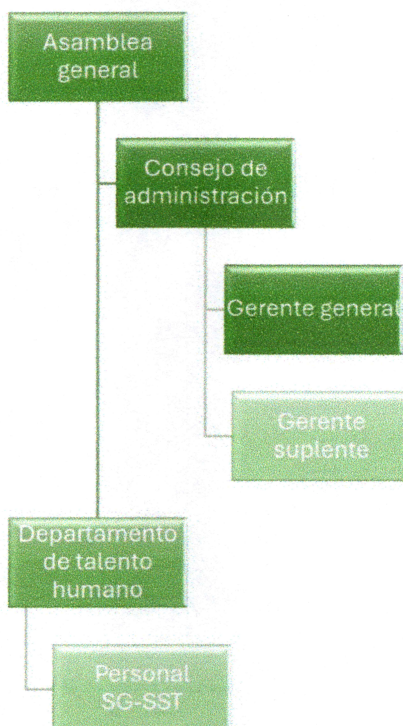 Asamblea
general
Consejo de
administración
Gerente general
Gerente
suplente
Departamento
de talento
humano
Personal
SG-SST